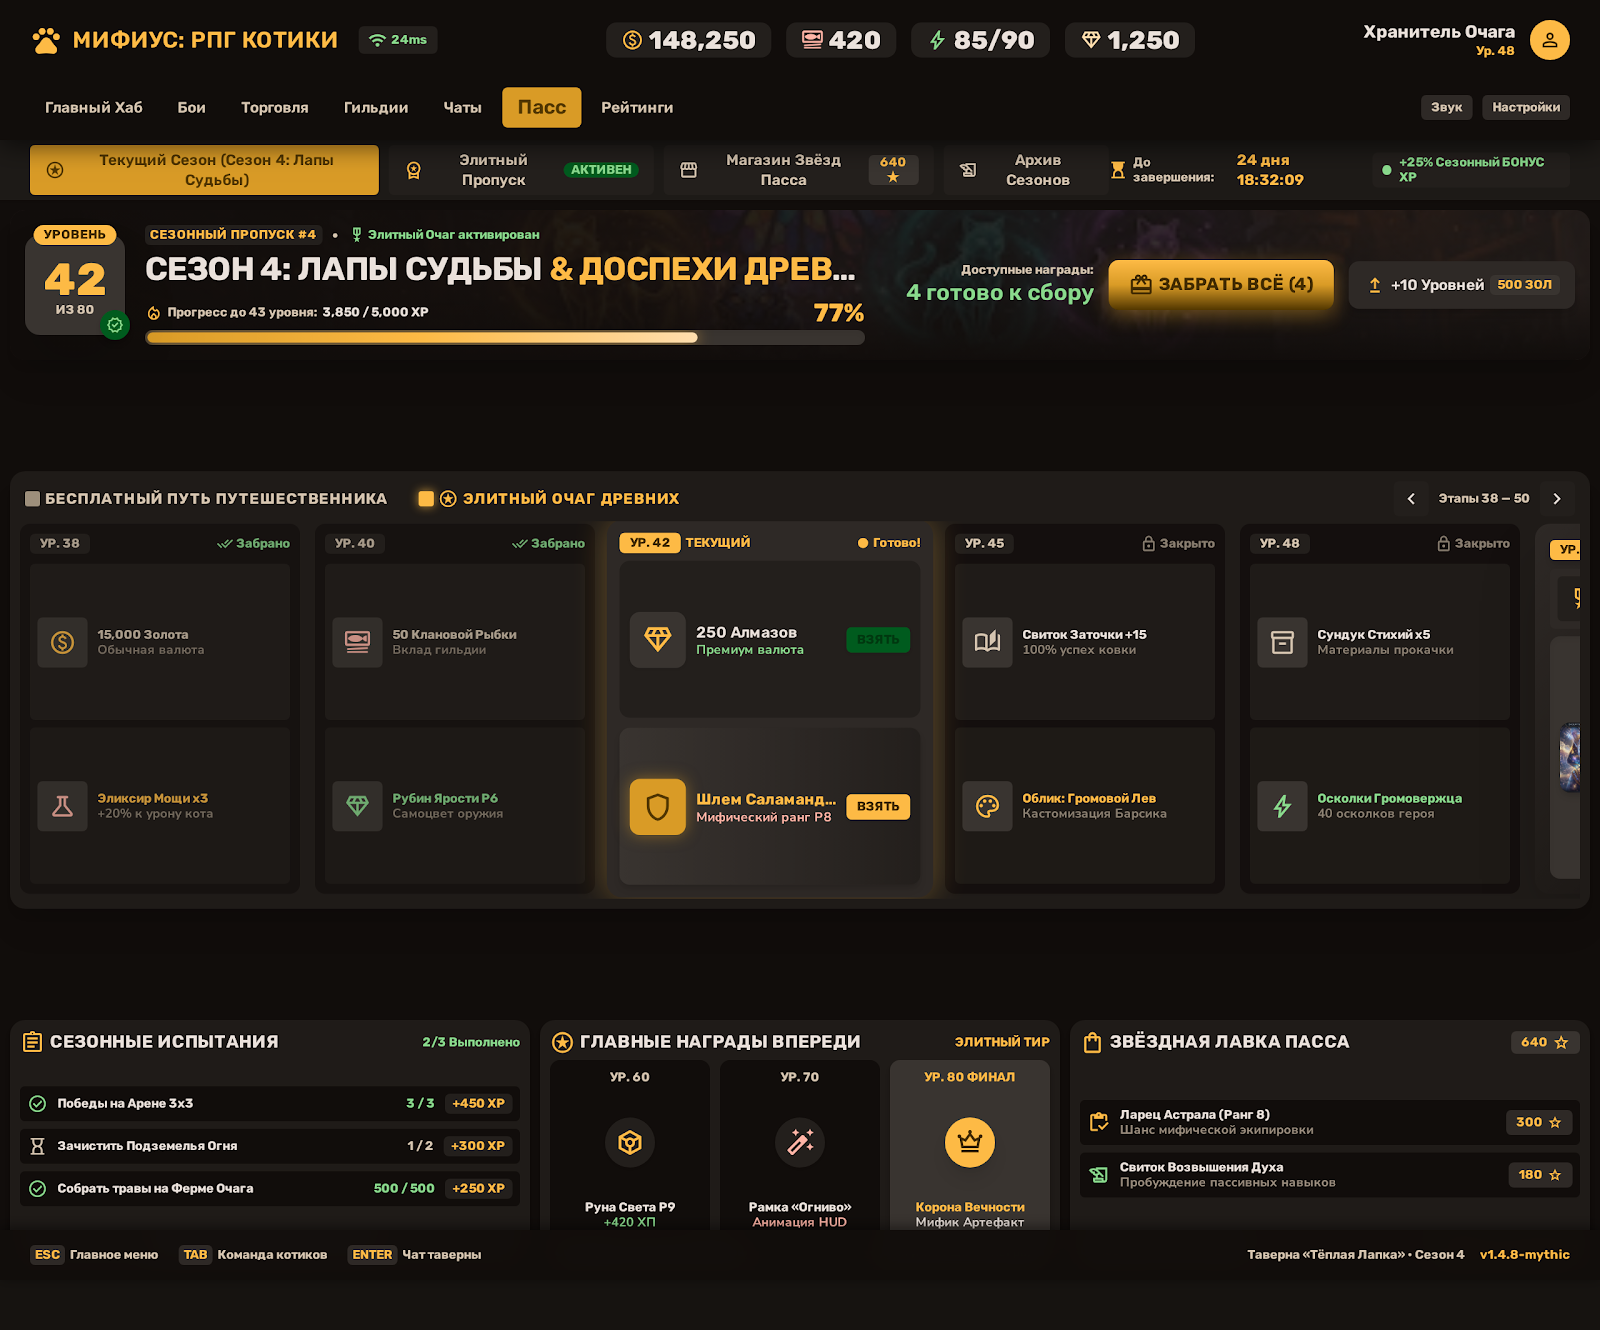 МИФИУС: РПГ КОТИКИ
24ms
148,250
420
85/90
1,250
Хранитель Очага
Ур. 48
Главный Хаб
Бои
Торговля
Гильдии
Чаты
Пасс
Рейтинги
Звук
Настройки
Текущий Сезон (Сезон 4: Лапы
Судьбы)
Элитный
Пропуск
АКТИВЕН
Магазин Звёзд
Пасса
640
★
Архив
Сезонов
До
завершения:
24 дня
18:32:09
+25% Сезонный БОНУС
XP
УРОВЕНЬ
42
ИЗ 80
СЕЗОННЫЙ ПРОПУСК #4
•
Элитный Очаг активирован
СЕЗОН 4: ЛАПЫ СУДЬБЫ & ДОСПЕХИ ДРЕВ...
Прогресс до 43 уровня: 3,850 / 5,000 XP
77%
Доступные награды:
4 готово к сбору
ЗАБРАТЬ ВСЁ (4)
+10 Уровней
500 ЗОЛ
БЕСПЛАТНЫЙ ПУТЬ ПУТЕШЕСТВЕННИКА
ЭЛИТНЫЙ ОЧАГ ДРЕВНИХ
Этапы 38 – 50
УР. 38
Забрано
15,000 Золота
Обычная валюта
Эликсир Мощи x3
+20% к урону кота
УР. 40
Забрано
50 Клановой Рыбки
Вклад гильдии
Рубин Ярости Р6
Самоцвет оружия
УР. 42
ТЕКУЩИЙ
Готово!
250 Алмазов
Премиум валюта
ВЗЯТЬ
Шлем Саламанд...
Мифический ранг Р8
ВЗЯТЬ
УР. 45
Закрыто
Свиток Заточки +15
100% успех ковки
Облик: Громовой Лев
Кастомизация Барсика
УР. 48
Закрыто
Сундук Стихий x5
Материалы прокачки
Осколки Громовержца
40 осколков героя
УР.
СЕЗОННЫЕ ИСПЫТАНИЯ
2/3 Выполнено
Победы на Арене 3x3
3 / 3
+450 XP
Зачистить Подземелья Огня
1 / 2
+300 XP
Собрать травы на Ферме Очага
500 / 500
+250 XP
ГЛАВНЫЕ НАГРАДЫ ВПЕРЕДИ
ЭЛИТНЫЙ ТИР
УР. 60
Руна Света Р9
+420 ХП
УР. 70
Рамка «Огниво»
Анимация HUD
УР. 80 ФИНАЛ
Корона Вечности
Мифик Артефакт
ЗВЁЗДНАЯ ЛАВКА ПАССА
640
Ларец Астрала (Ранг 8)
Шанс мифической экипировки
300
Свиток Возвышения Духа
Пробуждение пассивных навыков
180
ESC Главное меню
TAB Команда котиков
ENTER Чат таверны
Таверна «Тёплая Лапка» • Сезон 4
v1.4.8-mythic